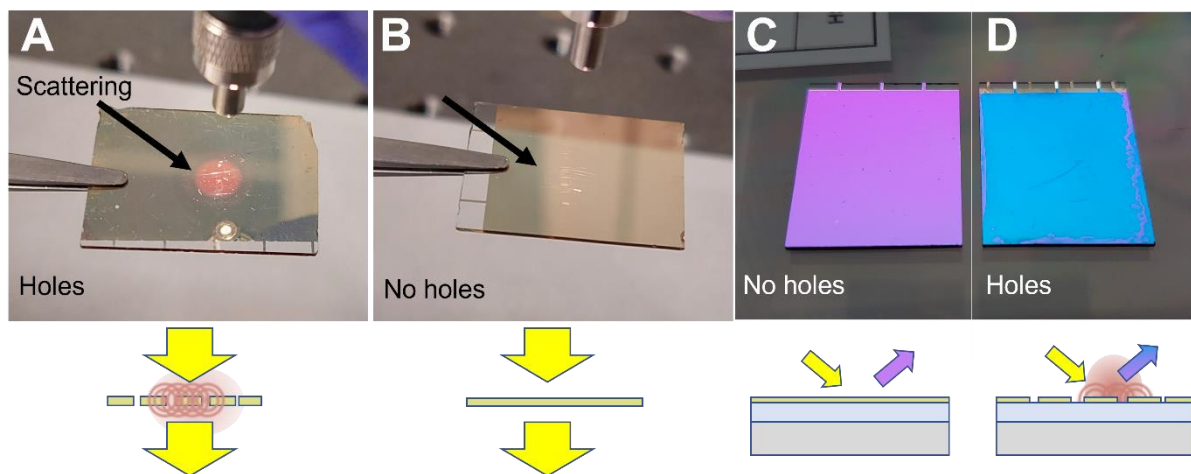 A
Scattering
Holes
B
No holes
C
H
No holes
D
Holes